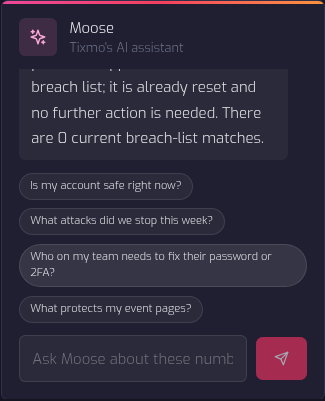 Moose
Tixmo's AI assistant
breach list; it is already reset and
no further action is needed. There
are 0 current breach-list matches.
Is my account safe right now?
What attacks did we stop this week?
Who on my team needs to fix their password or
2FA?
What protects my event pages?
Ask Moose about these numb